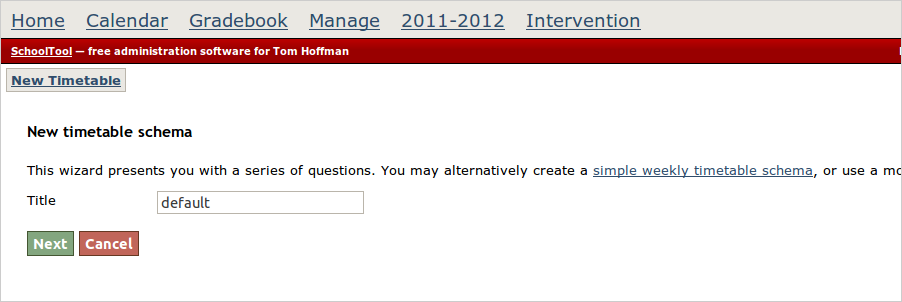 Home Calendar Gradebook Manage 2011-2012 Intervention
SchoolTool — free administration software for Tom Hoffman
New Timetable
New timetable schema
This wizard presents you with a series of questions. You may alternatively create a simple weekly timetable schema, or use a
Title default
Next Cancel